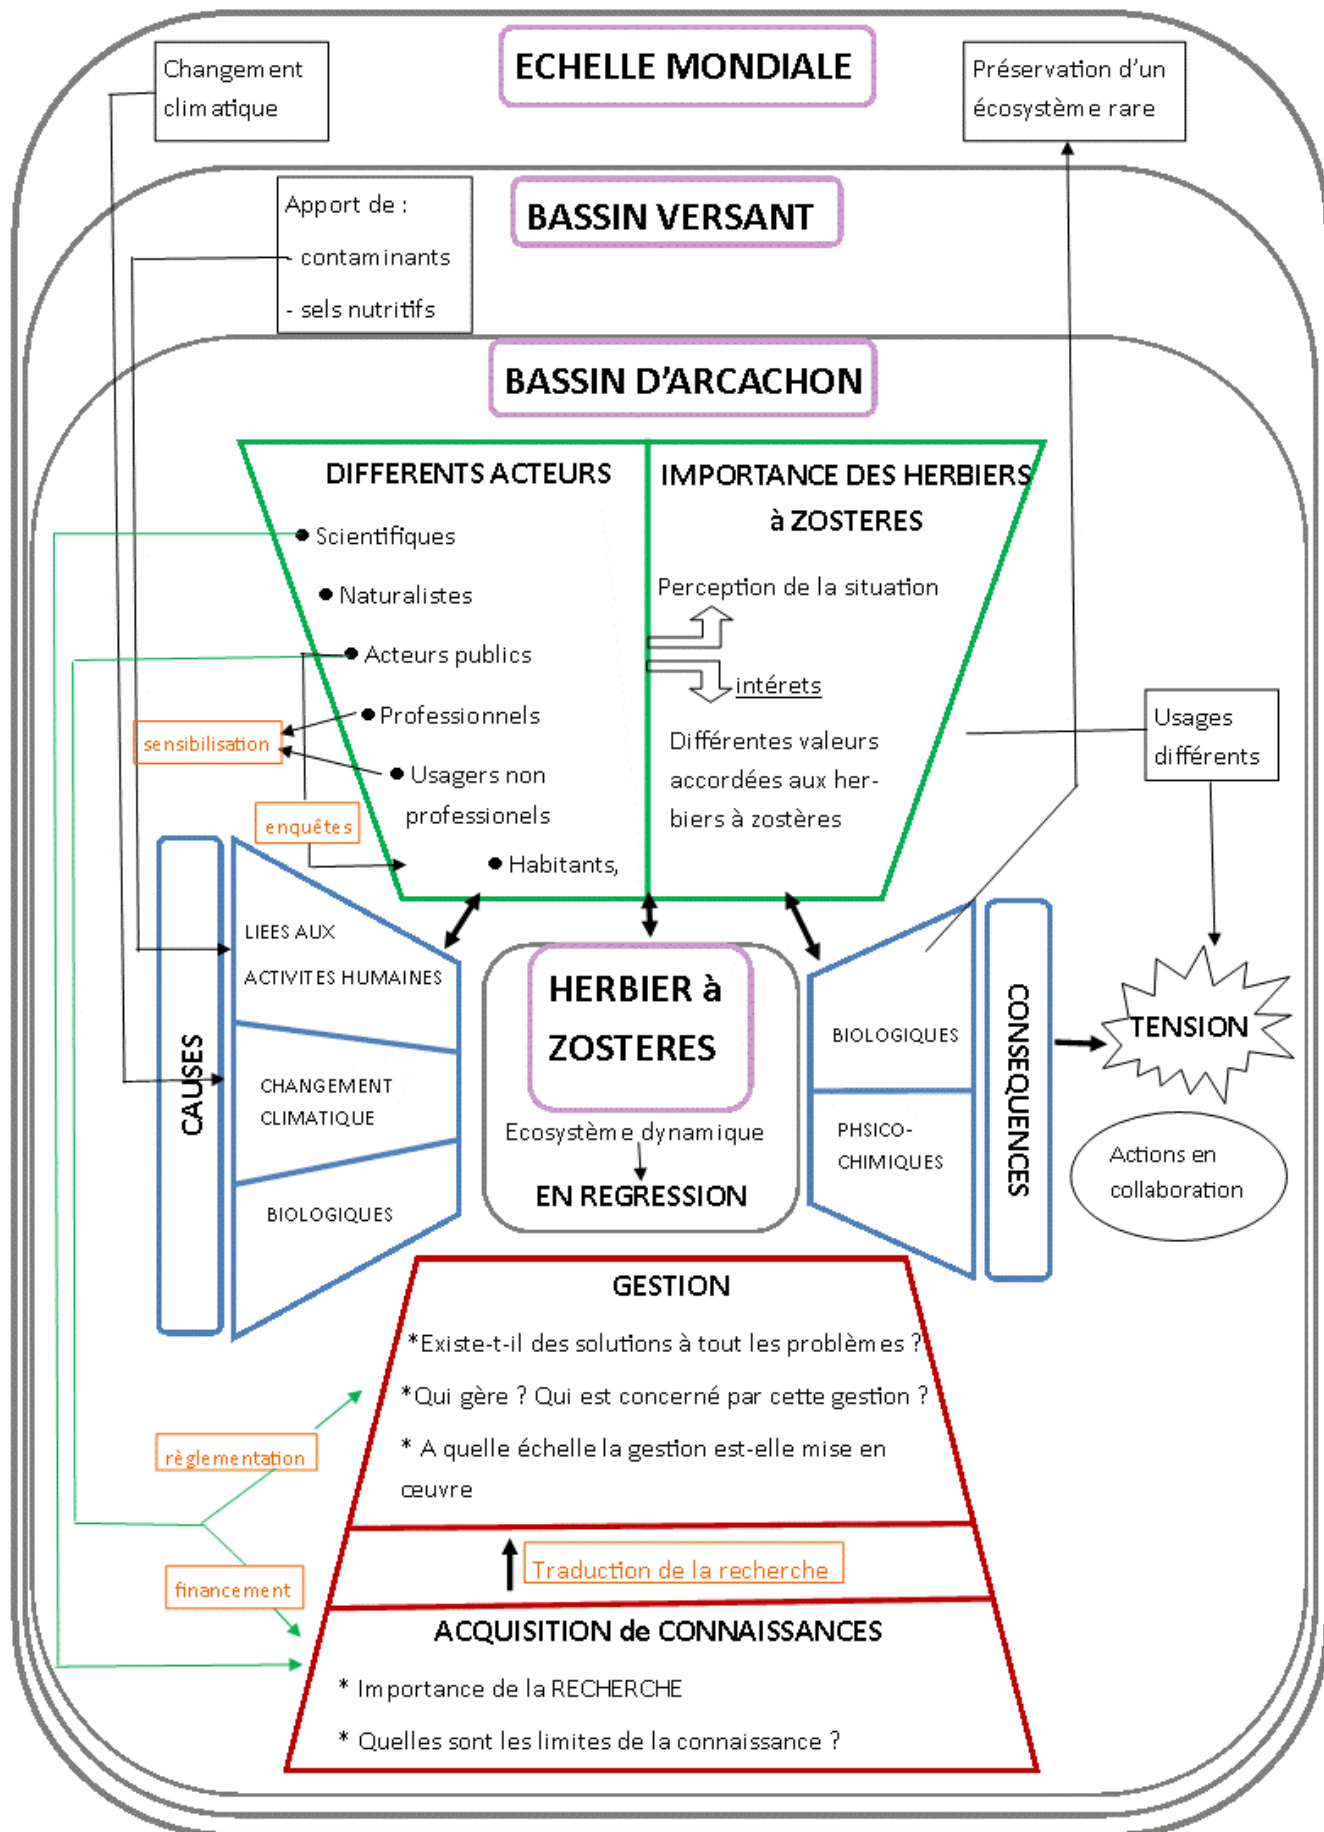 ECHELLE MONDIALE
Changement
climatique
Préservation d'un
écosystème rare
BASSIN VERSANT
Apport de :
- contaminants
- sels nutritifs
BASSIN D'ARCACHON
DIFFERENTS ACTEURS
● Scientifiques
● Naturalistes
● Acteurs publics
● Professionnels
● Usagers non
professionels
● Habitants,
sensibilisation
enquêtes
IMPORTANCE DES HERBIERS
à ZOSTERES
Perception de la situation
intérets
Différentes valeurs
accordées aux her-
biers à zostères
Usages
différents
CAUSES
LIEES AUX
ACTIVITES HUMAINES
CHANGEMENT
CLIMATIQUE
BIOLOGIQUES
HERBIER à
ZOSTERES
Ecosystème dynamique
EN REGRESSION
BIOLOGIQUES
PHSICO-
CHIMIQUES
CONSEQUENCES
TENSION
Actions en
collaboration
GESTION
*Existe-t-il des solutions à tout les problèmes ?
*Qui gère ? Qui est concerné par cette gestion ?
* A quelle échelle la gestion est-elle mise en
œuvre
règlementation
financement
Traduction de la recherche
ACQUISITION de CONNAISSANCES
* Importance de la RECHERCHE
* Quelles sont les limites de la connaissance ?